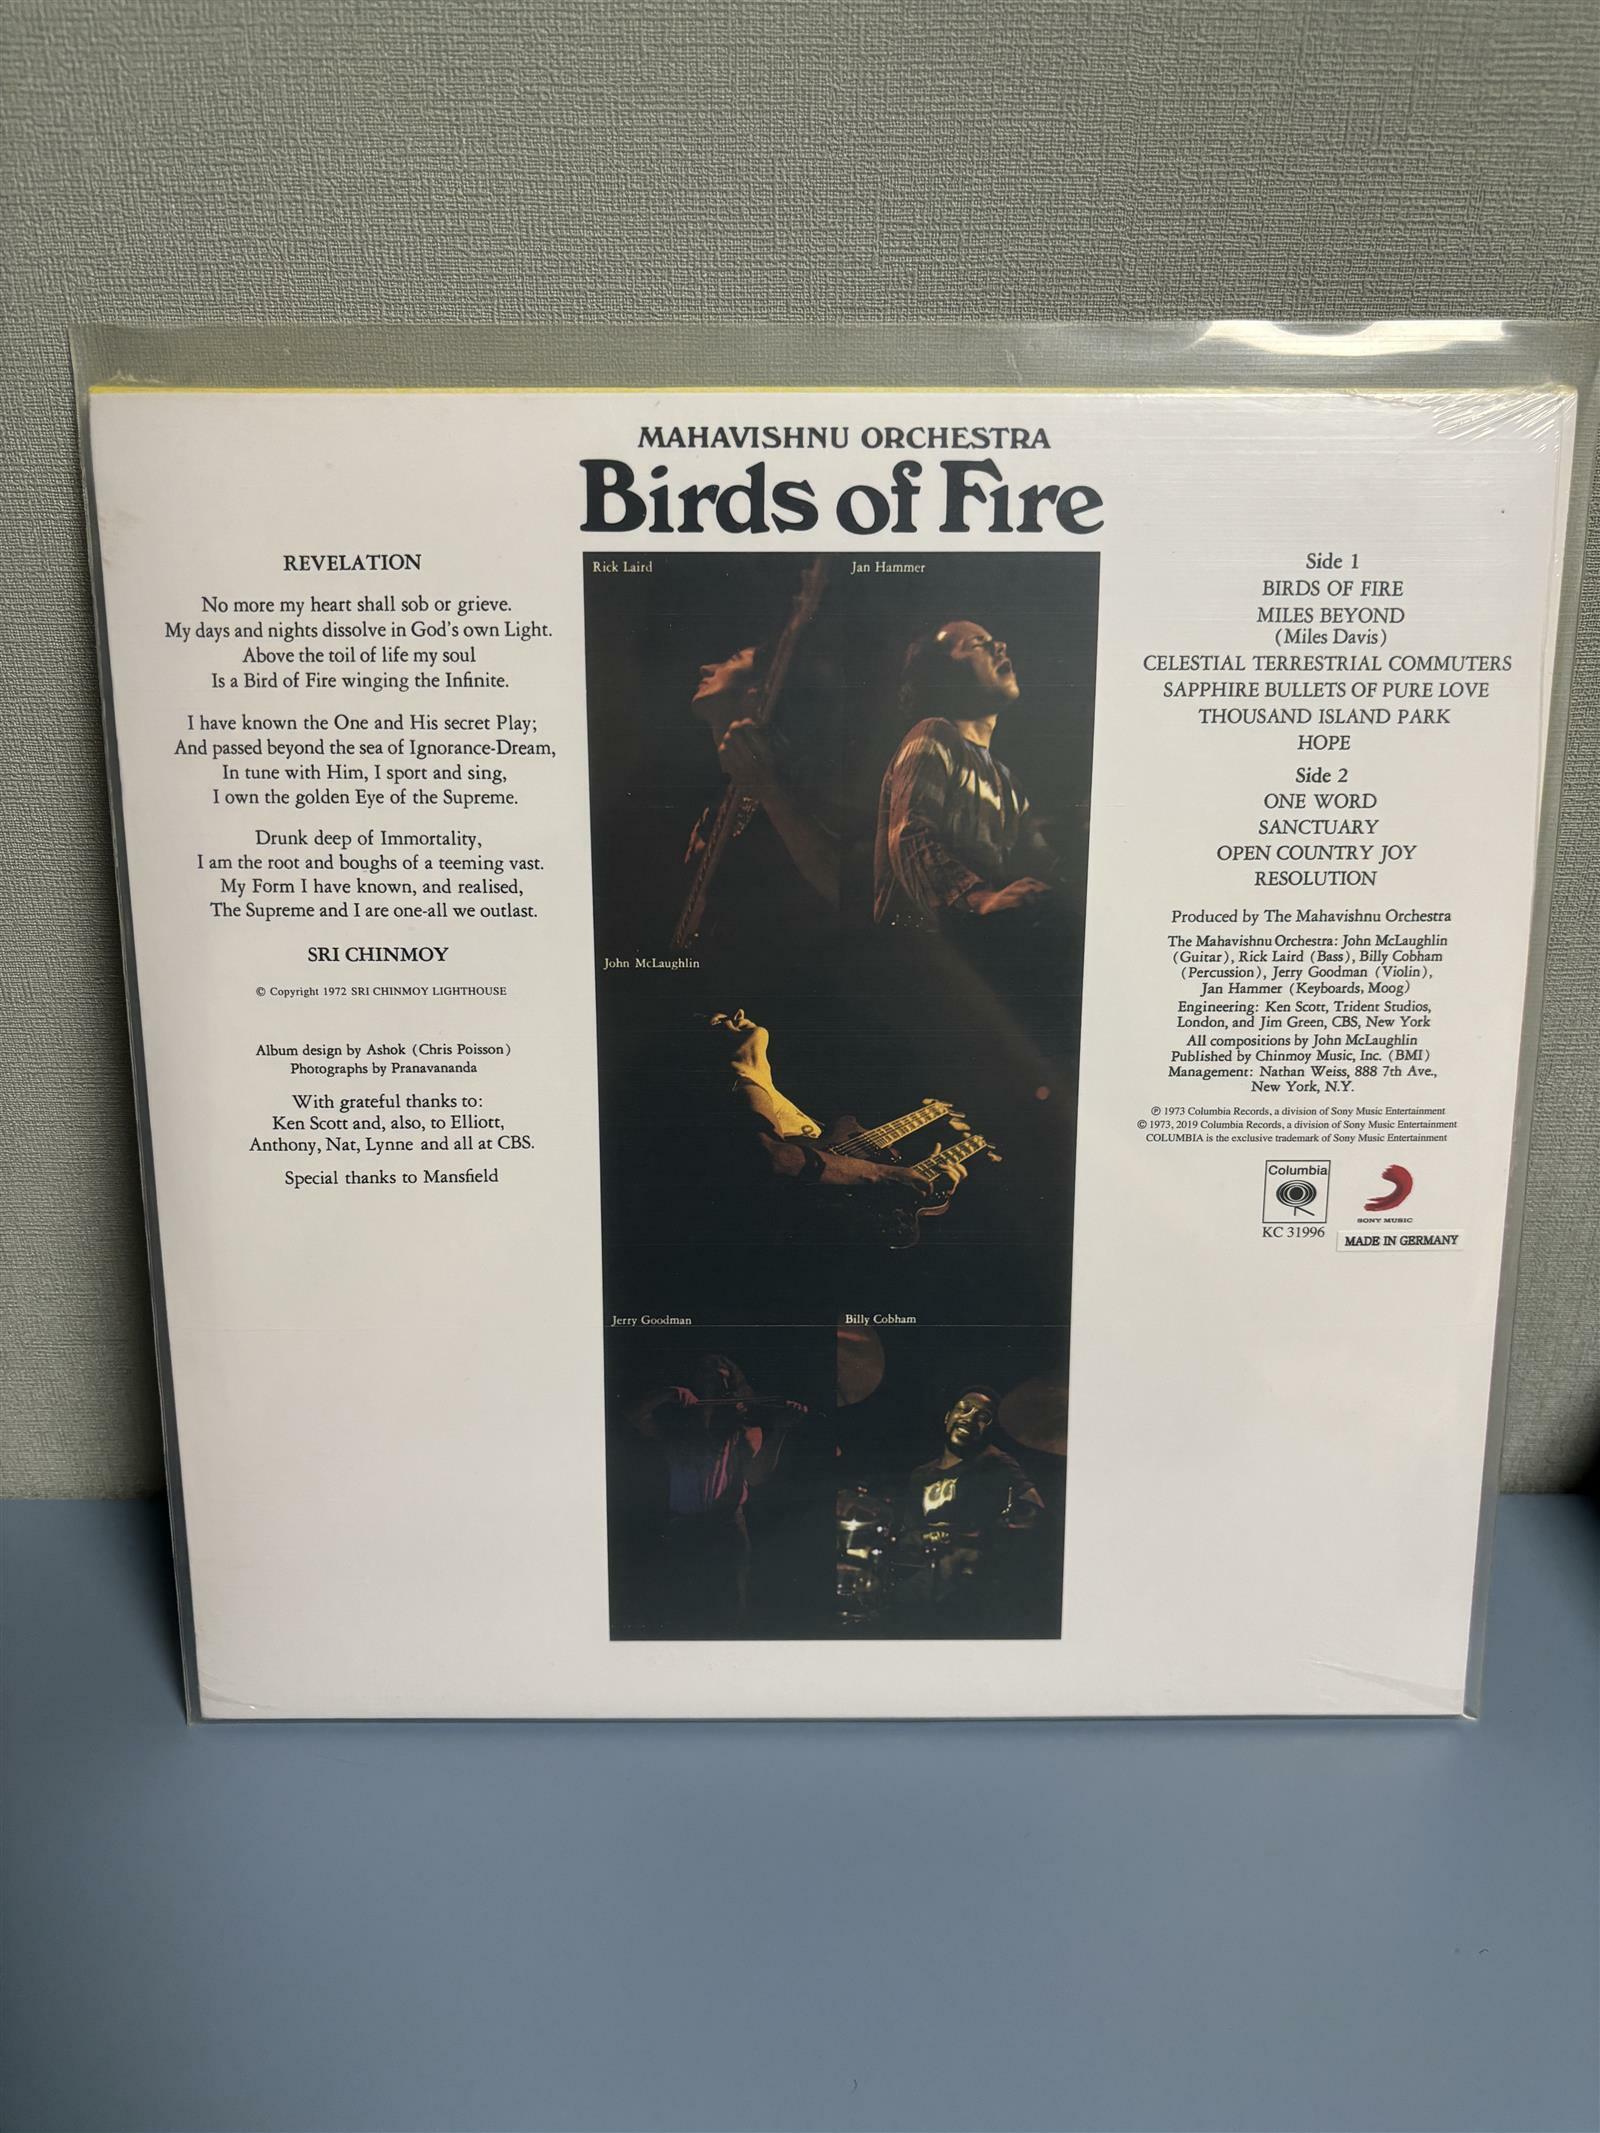 MAHAVISHNU ORCHESTRA
Birds of Fire
REVELATION
No more my heart shall sob or grieve.
My days and nights dissolve in God's own Light.
Above the toil of life my soul
Is a Bird of Fire winging the Infinite.
I have known the One and His secret Play;
And passed beyond the sea of Ignorance-Dream,
In tune with Him, I sport and sing,
I own the golden Eye of the Supreme.
Drunk deep of Immortality,
I am the root and boughs of a teeming vast.
My Form I have known, and realised,
The Supreme and I are one-all we outlast.
SRI CHINMOY
© Copyright 1972 SRI CHINMOY LIGHTHOUSE
Album design by Ashok (Chris Poisson)
Photographs by Pranavananda
With grateful thanks to:
Ken Scott and, also, to Elliott,
Anthony, Nat, Lynne and all at CBS.
Special thanks to Mansfield
Rick Laird
Jan Hammer
John McLaughlin
Jerry Goodman
Billy Cobham
Side 1
BIRDS OF FIRE
MILES BEYOND
(Miles Davis)
CELESTIAL TERRESTRIAL COMMUTERS
SAPPHIRE BULLETS OF PURE LOVE
THOUSAND ISLAND PARK
HOPE
Side 2
ONE WORD
SANCTUARY
OPEN COUNTRY JOY
RESOLUTION
Produced by The Mahavishnu Orchestra
The Mahavishnu Orchestra: John McLaughlin
(Guitar), Rick Laird (Bass), Billy Cobham
(Percussion), Jerry Goodman (Violin),
Jan Hammer (Keyboards, Moog)
Engineering: Ken Scott, Trident Studios,
London, and Jim Green, CBS, New York
All compositions by John McLaughlin
Published by Chinmoy Music, Inc. (BMI)
Management: Nathan Weiss, 888 7th Ave.,
New York, N.Y.
℗ 1973 Columbia Records, a division of Sony Music Entertainment
© 1973, 2019 Columbia Records, a division of Sony Music Entertainment
COLUMBIA is the exclusive trademark of Sony Music Entertainment
Columbia
SONY MUSIC
KC 31996
MADE IN GERMANY